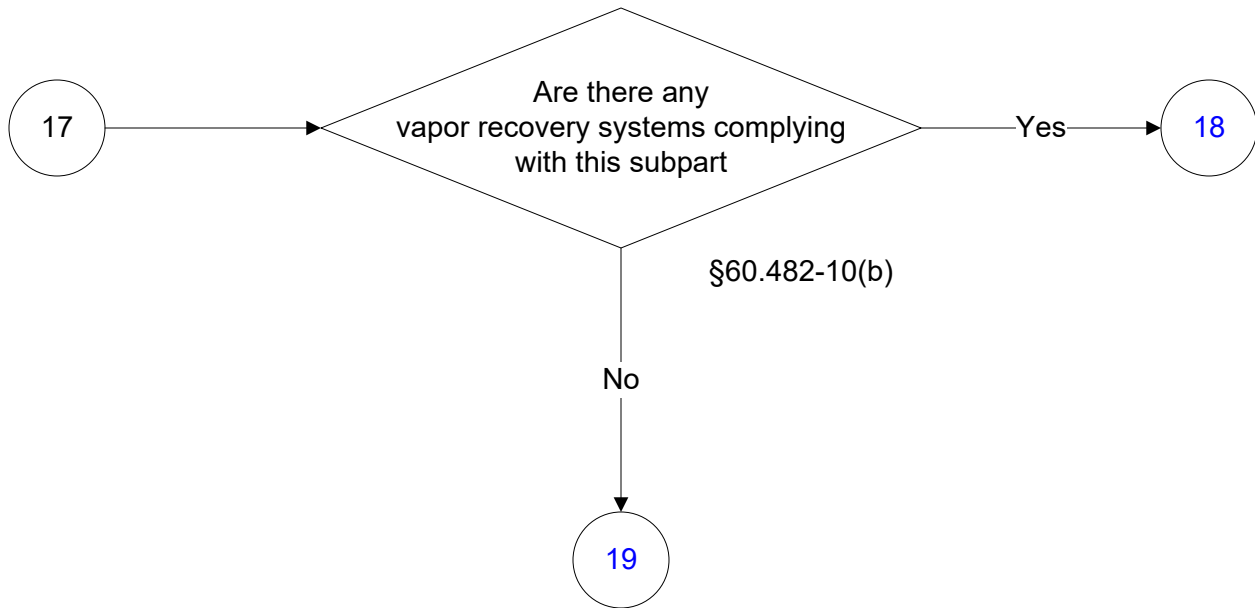 17
Are there any
vapor recovery systems complying
with this subpart
Yes
18
§60.482-10(b)
No
19